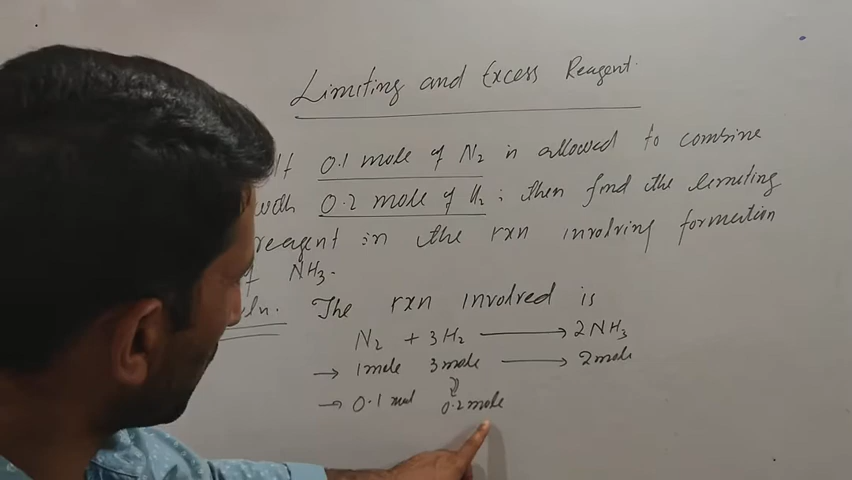 Limiting and Excess Reagent.
If 0.1 mole of N₂ is allowed to combine
with 0.2 mole of H₂; then find the limiting
reagent in the rxn involving formation
of NH₃.
The rxn involved is
N₂ + 3H₂ ⟶ 2NH₃
→ 1mole 3mole ⟶ 2mole
→ 0.1 mol 0.2mole